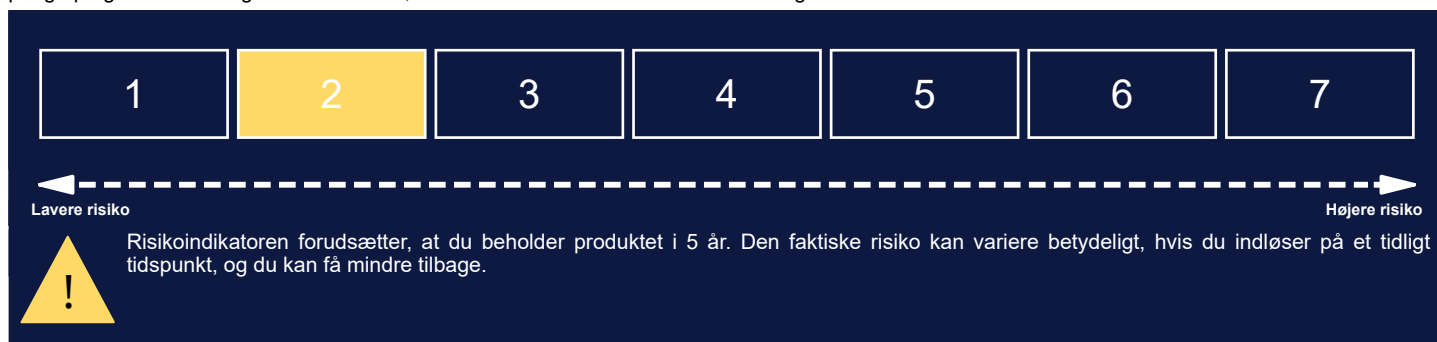 1 2 3 4 5 6 7
Lavere risiko Højere risiko
Risikoindikatoren forudsætter, at du beholder produktet i 5 år. Den faktiske risiko kan variere betydeligt, hvis du indløser på et tidligt
tidspunkt, og du kan få mindre tilbage.
!